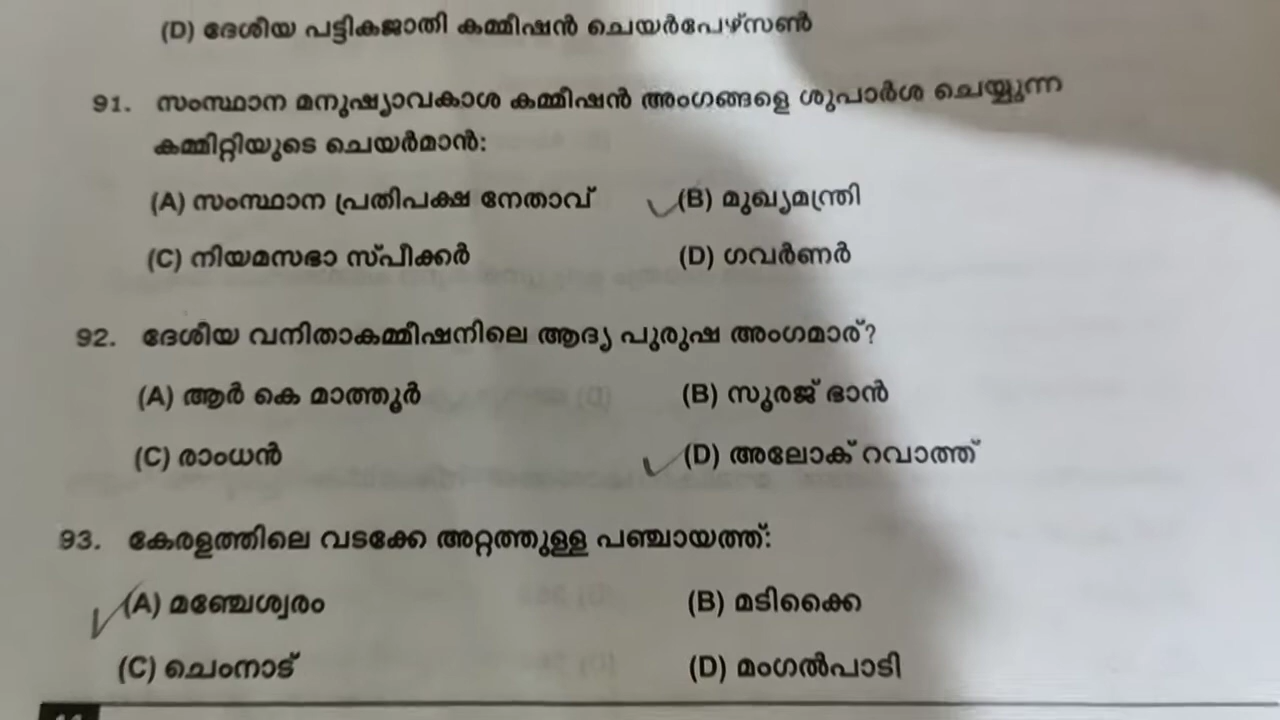 (D) ദേശീയ പട്ടികജാതി കമ്മീഷൻ ചെയർപേഴ്സൺ
91. സംസ്ഥാന മനുഷ്യാവകാശ കമ്മീഷൻ അംഗങ്ങളെ ശുപാർശ ചെയ്യുന്ന
കമ്മിറ്റിയുടെ ചെയർമാൻ:
(A) സംസ്ഥാന പ്രതിപക്ഷ നേതാവ് (B) മുഖ്യമന്ത്രി
(C) നിയമസഭാ സ്പീക്കർ (D) ഗവർണർ
92. ദേശീയ വനിതാകമ്മീഷനിലെ ആദ്യ പുരുഷ അംഗമാര്?
(A) ആർ കെ മാത്തൂർ (B) സൂരജ് ഭാൻ
(C) രാംധൻ (D) അലോക് റവാത്ത്
93. കേരളത്തിലെ വടക്കേ അറ്റത്തുള്ള പഞ്ചായത്ത്:
(A) മഞ്ചേശ്വരം (B) മടിക്കൈ
(C) ചെംനാട് (D) മംഗൽപാടി